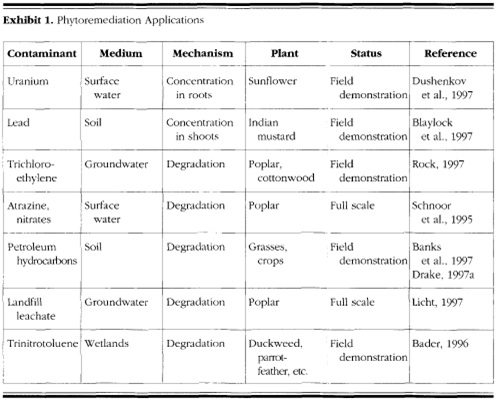 Exhibit 1. Phytoremediation Applications
Contaminant Medium Mechanism Plant Status Reference
Uranium Surface Concentration Sunflower Field Dushenkov
water in roots demonstration et al., 1997
Lead Soil Concentration Indian Field Blaylock
in shoots mustard demonstration et al., 1997
Trichloro- Groundwater Degradation Poplar, Field Rock, 1997
ethylene cottonwood demonstration
Atrazine, Surface Degradation Poplar Full scale Schnoor
nitrates water et al., 1995
Petroleum Soil Degradation Grasses, Field Banks
hydrocarbons crops demonstration et al., 1997
Drake, 1997a
Landfill Groundwater Degradation Poplar Full scale Licht, 1997
leachate
Trinitrotoluene Wetlands Degradation Duckweed, Field Bader, 1996
parrot- demonstration
feather, etc.